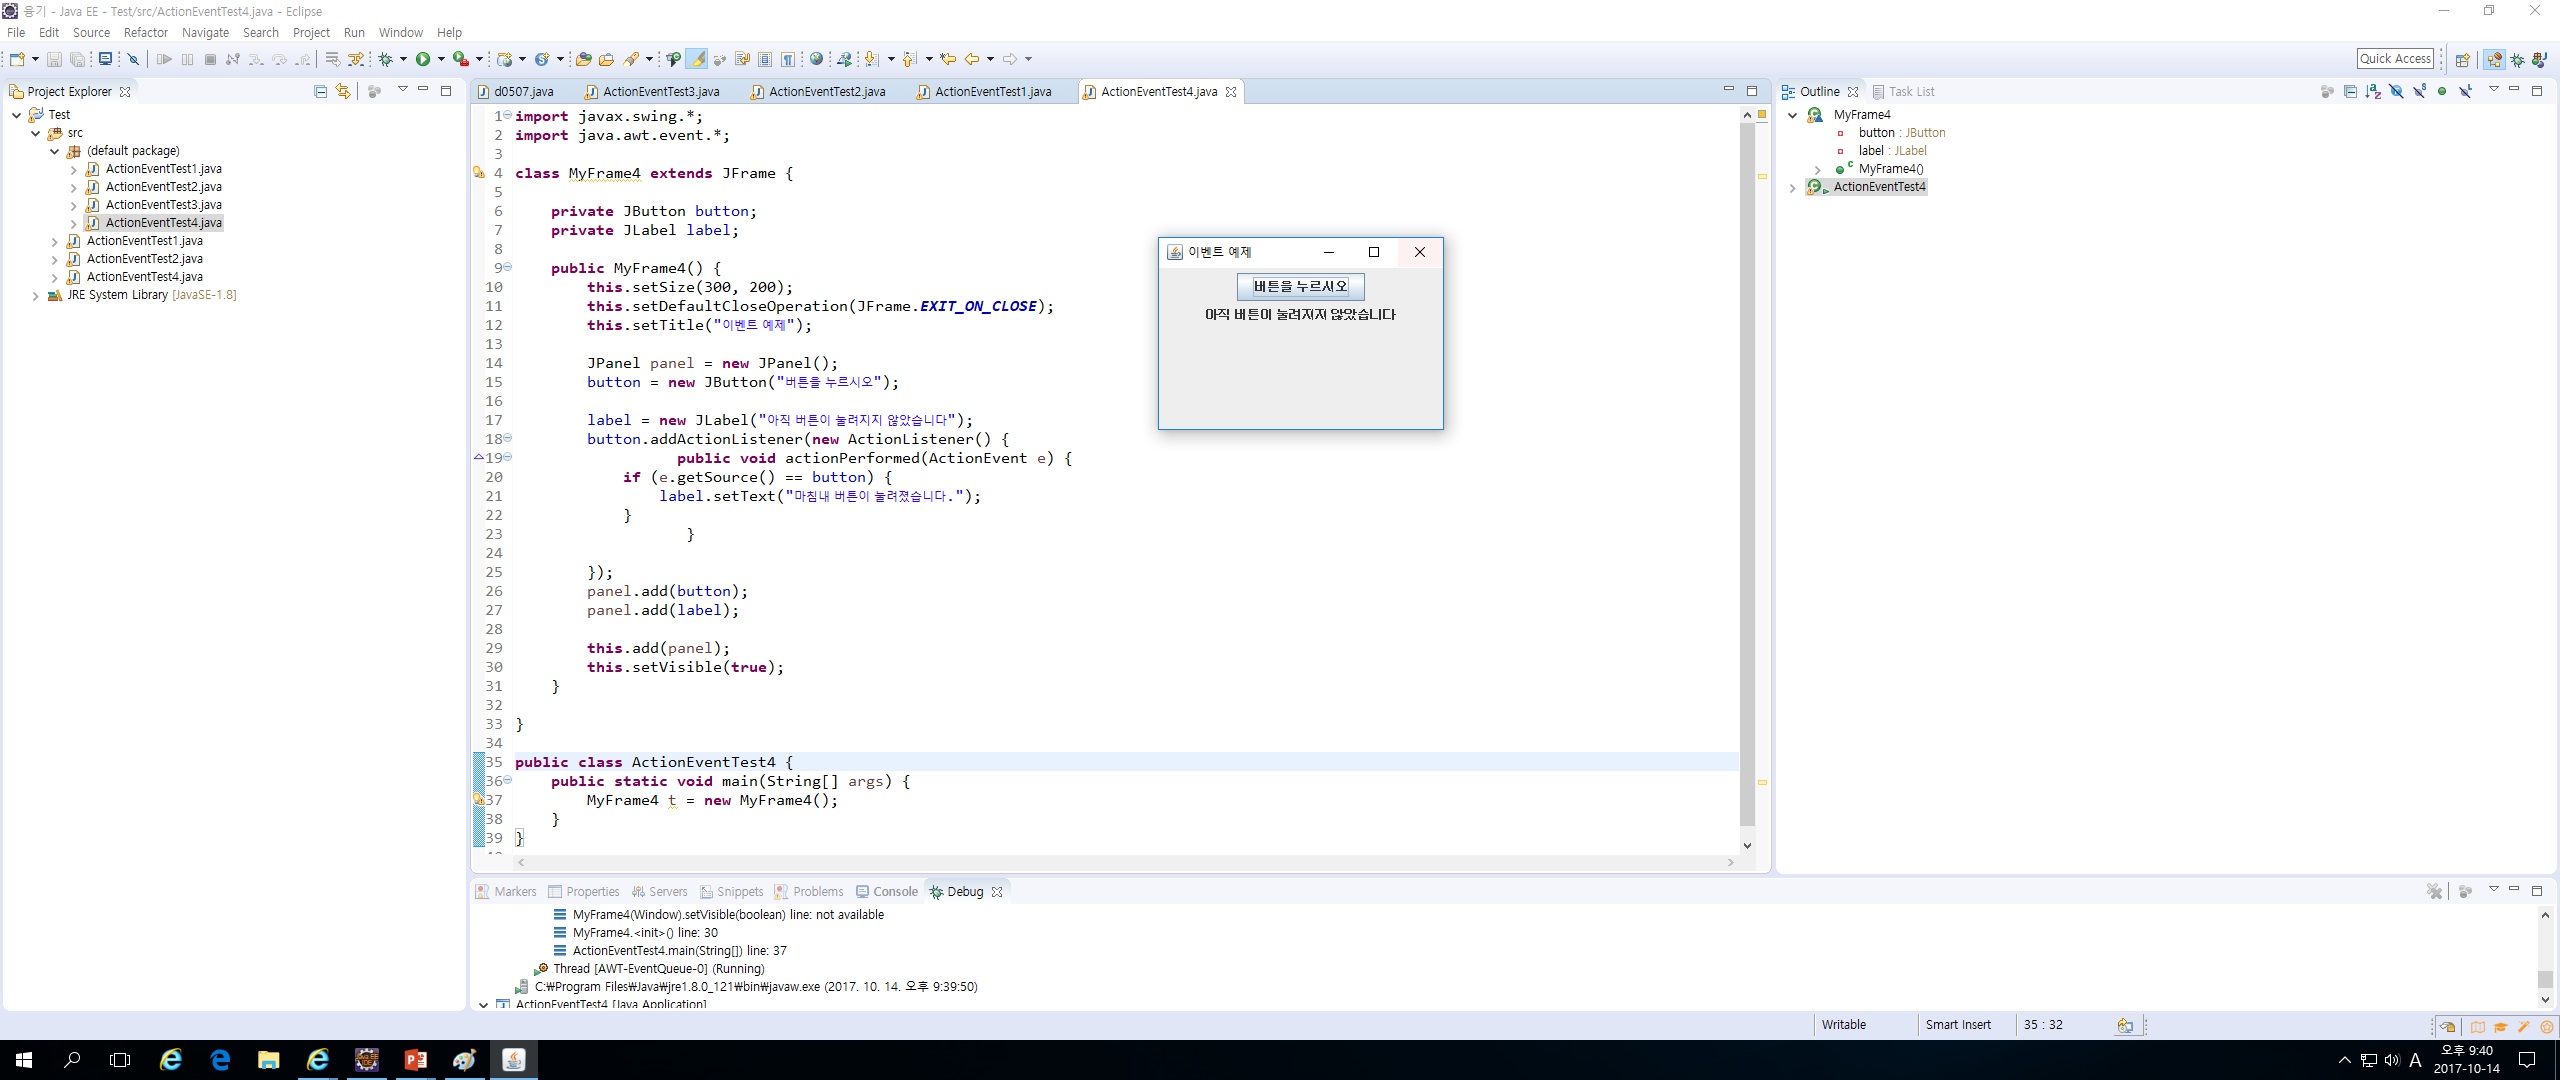 융기 - Java EE - Test/src/ActionEventTest4.java - Eclipse
File Edit Source Refactor Navigate Search Project Run Window Help
Quick Access
Project Explorer
Test
src
(default package)
ActionEventTest1.java
ActionEventTest2.java
ActionEventTest3.java
ActionEventTest4.java
ActionEventTest1.java
ActionEventTest2.java
ActionEventTest4.java
JRE System Library [JavaSE-1.8]
d0507.java ActionEventTest3.java ActionEventTest2.java ActionEventTest1.java ActionEventTest4.java
1 import javax.swing.*;
2 import java.awt.event.*;
3
4 class MyFrame4 extends JFrame {
5
6 private JButton button;
7 private JLabel label;
8
9 public MyFrame4() {
10 this.setSize(300, 200);
11 this.setDefaultCloseOperation(JFrame.EXIT_ON_CLOSE);
12 this.setTitle("이벤트 예제");
13
14 JPanel panel = new JPanel();
15 button = new JButton("버튼을 누르시오");
16
17 label = new JLabel("아직 버튼이 눌려지지 않았습니다");
18 button.addActionListener(new ActionListener() {
19 public void actionPerformed(ActionEvent e) {
20 if (e.getSource() == button) {
21 label.setText("마침내 버튼이 눌려졌습니다.");
22 }
23 }
24
25 });
26 panel.add(button);
27 panel.add(label);
28
29 this.add(panel);
30 this.setVisible(true);
31 }
32
33 }
34
35 public class ActionEventTest4 {
36 public static void main(String[] args) {
37 MyFrame4 t = new MyFrame4();
38 }
39 }
이벤트 예제
버튼을 누르시오
아직 버튼이 눌려지지 않았습니다
Outline Task List
MyFrame4
button : JButton
label : JLabel
MyFrame4()
ActionEventTest4
Markers Properties Servers Snippets Problems Console Debug
MyFrame4(Window).setVisible(boolean) line: not available
MyFrame4.<init>() line: 30
ActionEventTest4.main(String[]) line: 37
Thread [AWT-EventQueue-0] (Running)
C:₩Program Files₩Java₩jre1.8.0_121₩bin₩javaw.exe (2017. 10. 14. 오후 9:39:50)
ActionEventTest4 [Java Application]
Writable Smart Insert 35 : 32
A 오후 9:40
2017-10-14